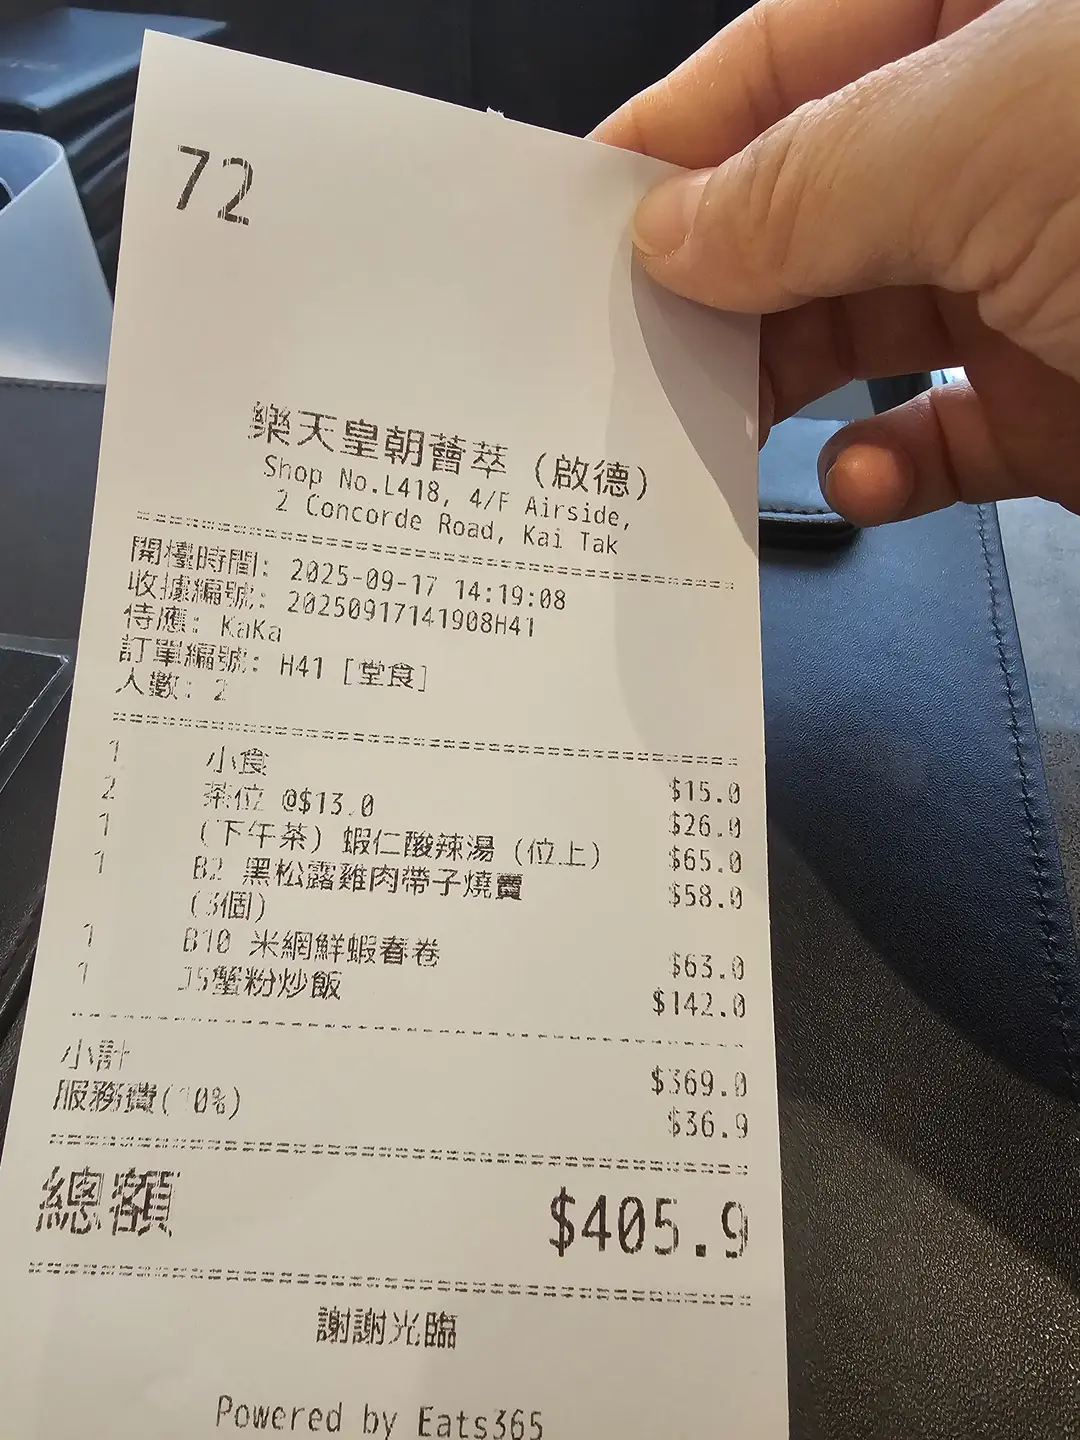 72
樂天皇朝薈萃 (啟德)
Shop No.L418, 4/F Airside,
2 Concorde Road, Kai Tak
開檯時間: 2025-09-17 14:19:08
收據編號: 20250917141908H41
侍應: KaKa
訂單編號: H41 [堂食]
人數: 2
1 小食 $15.0
2 茶位 @$13.0 $26.0
1 (下午茶) 蝦仁酸辣湯 (位上) $65.0
1 B2 黑松露雞肉帶子燒賣 $58.0
(3個)
1 B10 米網鮮蝦春卷 $63.0
1 J5蟹粉炒飯 $142.0
小計 $369.0
服務費(10%) $36.9
總額 $405.9
謝謝光臨
Powered by Eats365